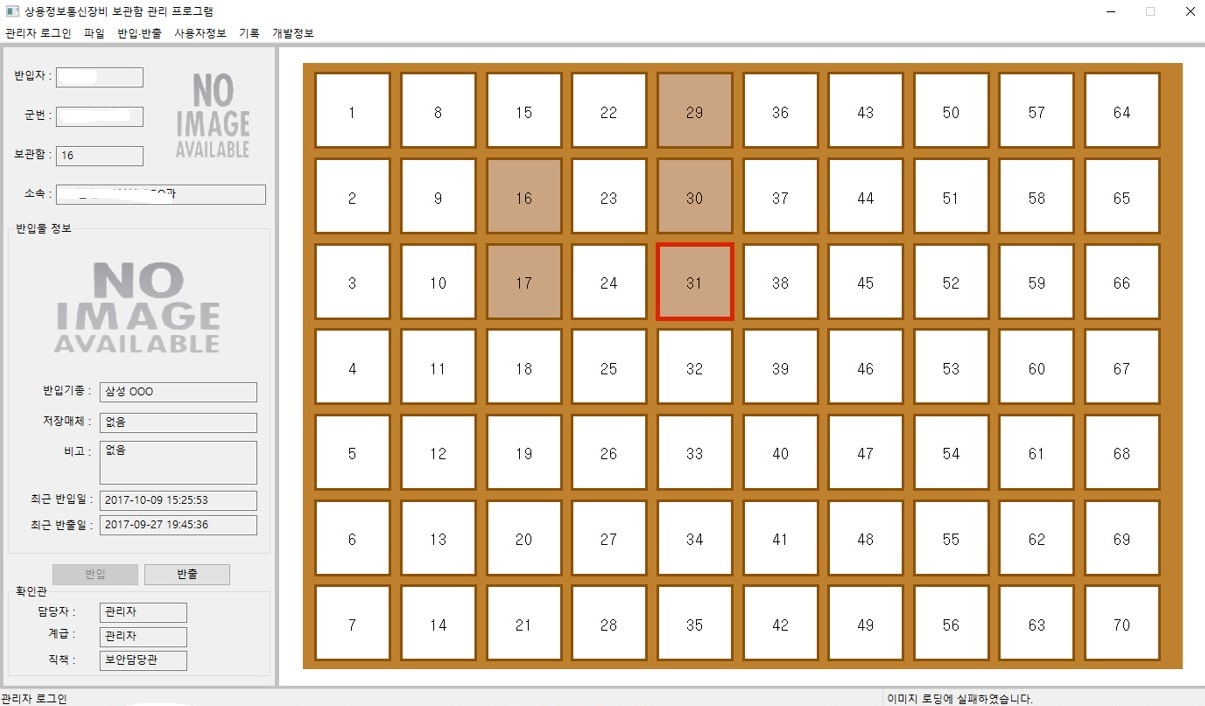 상용정보통신장비 보관함 관리 프로그램
관리자 로그인 파일 반입·반출 사용자정보 기록 개발정보
반입자 :
군번 :
보관함 : 16
소속 :
NO
IMAGE
AVAILABLE
반입물 정보
NO
IMAGE
AVAILABLE
반입기종 : 삼성 OOO
저장매체 : 없음
비고 : 없음
최근 반입일 : 2017-10-09 15:25:53
최근 반출일 : 2017-09-27 19:45:36
반입 반출
확인관
담당자 : 관리자
계급 : 관리자
직책 : 보안담당관
1 8 15 22 29 36 43 50 57 64
2 9 16 23 30 37 44 51 58 65
3 10 17 24 31 38 45 52 59 66
4 11 18 25 32 39 46 53 60 67
5 12 19 26 33 40 47 54 61 68
6 13 20 27 34 41 48 55 62 69
7 14 21 28 35 42 49 56 63 70
관리자 로그인
이미지 로딩에 실패하였습니다.